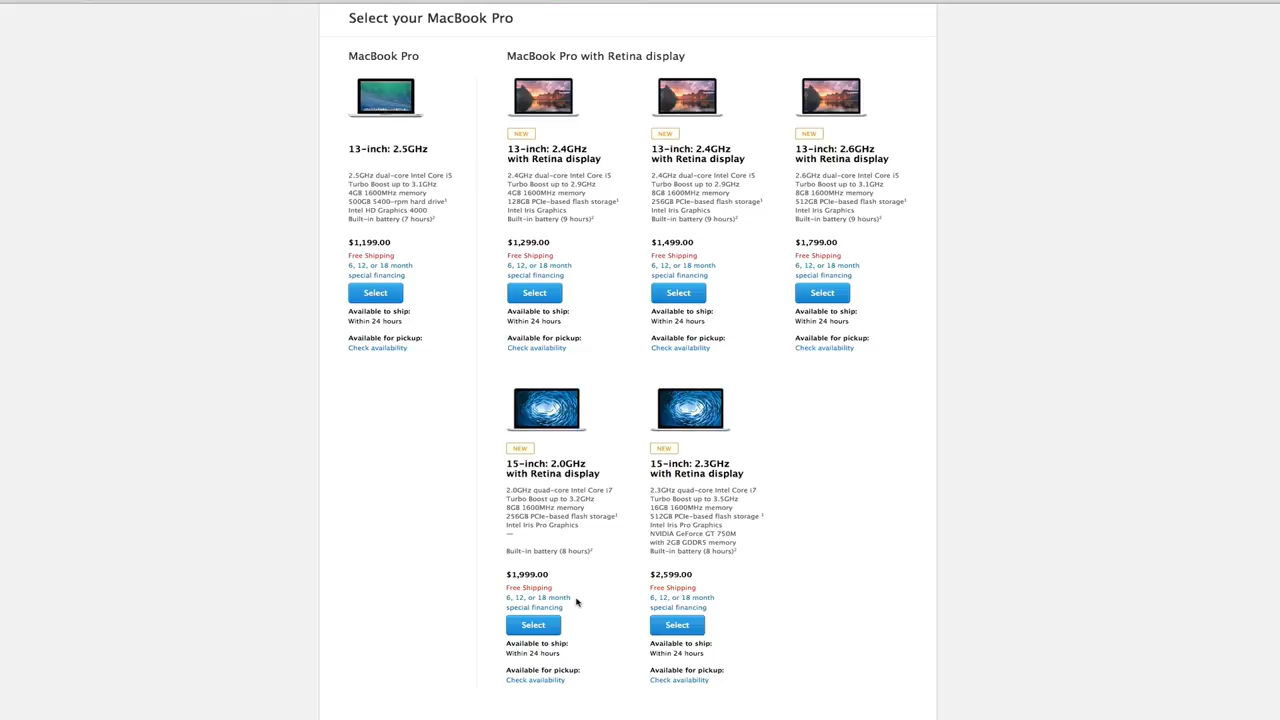 Select your MacBook Pro
MacBook Pro
13-inch: 2.5GHz
2.5GHz dual-core Intel Core i5
Turbo Boost up to 3.1GHz
4GB 1600MHz memory
500GB 5400-rpm hard drive¹
Intel HD Graphics 4000
Built-in battery (7 hours)²
$1,199.00
Free Shipping
6, 12, or 18 month
special financing
Select
Available to ship:
Within 24 hours
Available for pickup:
Check availability
MacBook Pro with Retina display
NEW
13-inch: 2.4GHz
with Retina display
2.4GHz dual-core Intel Core i5
Turbo Boost up to 2.9GHz
4GB 1600MHz memory
128GB PCIe-based flash storage¹
Intel Iris Graphics
Built-in battery (9 hours)²
$1,299.00
Free Shipping
6, 12, or 18 month
special financing
Select
Available to ship:
Within 24 hours
Available for pickup:
Check availability
NEW
13-inch: 2.4GHz
with Retina display
2.4GHz dual-core Intel Core i5
Turbo Boost up to 2.9GHz
8GB 1600MHz memory
256GB PCIe-based flash storage¹
Intel Iris Graphics
Built-in battery (9 hours)²
$1,499.00
Free Shipping
6, 12, or 18 month
special financing
Select
Available to ship:
Within 24 hours
Available for pickup:
Check availability
NEW
13-inch: 2.6GHz
with Retina display
2.6GHz dual-core Intel Core i5
Turbo Boost up to 3.1GHz
8GB 1600MHz memory
512GB PCIe-based flash storage¹
Intel Iris Graphics
Built-in battery (9 hours)²
$1,799.00
Free Shipping
6, 12, or 18 month
special financing
Select
Available to ship:
Within 24 hours
Available for pickup:
Check availability
NEW
15-inch: 2.0GHz
with Retina display
2.0GHz quad-core Intel Core i7
Turbo Boost up to 3.2GHz
8GB 1600MHz memory
256GB PCIe-based flash storage¹
Intel Iris Pro Graphics
—
Built-in battery (8 hours)²
$1,999.00
Free Shipping
6, 12, or 18 month
special financing
Select
Available to ship:
Within 24 hours
Available for pickup:
Check availability
NEW
15-inch: 2.3GHz
with Retina display
2.3GHz quad-core Intel Core i7
Turbo Boost up to 3.5GHz
16GB 1600MHz memory
512GB PCIe-based flash storage ¹
Intel Iris Pro Graphics
NVIDIA GeForce GT 750M
with 2GB GDDR5 memory
Built-in battery (8 hours)²
$2,599.00
Free Shipping
6, 12, or 18 month
special financing
Select
Available to ship:
Within 24 hours
Available for pickup:
Check availability